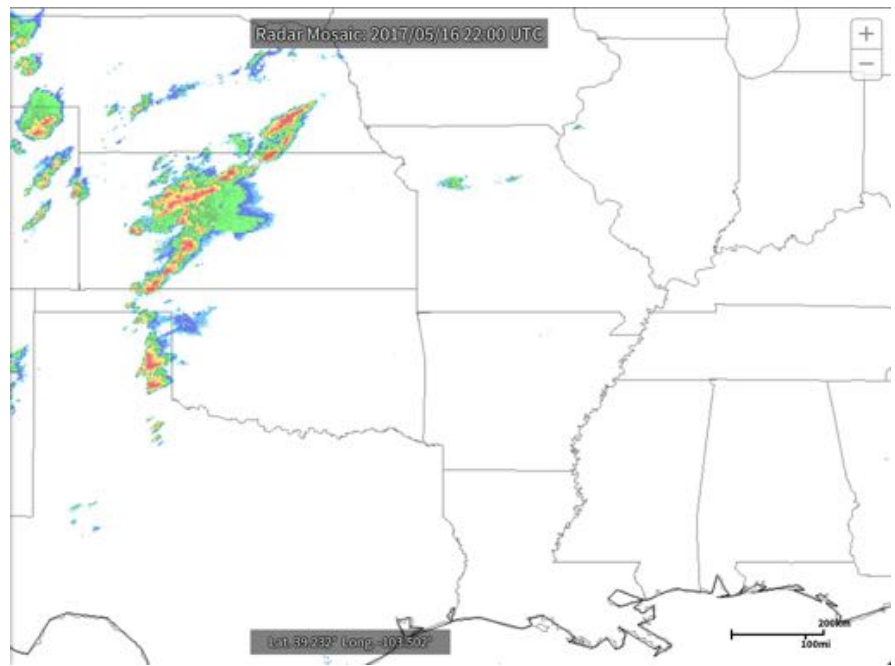 Radar Mosaic: 2017/05/16 22:00 UTC
+
−
200km
100mi
Lat. 39.232° Long. -103.502°